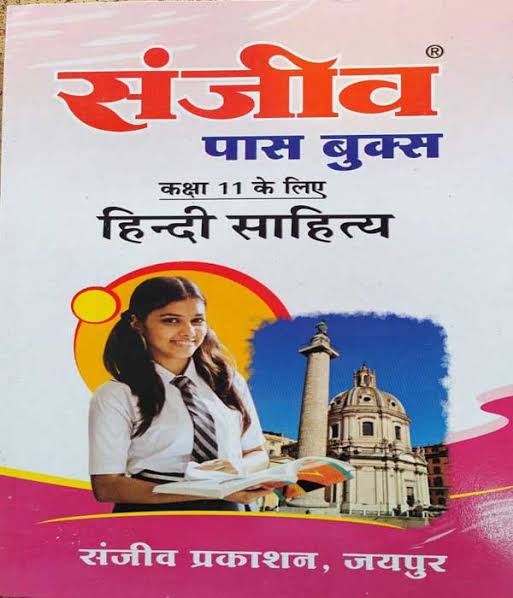 संजीव®
पास बुक्स
कक्षा 11 के लिए
हिन्दी साहित्य
संजीव प्रकाशन, जयपुर